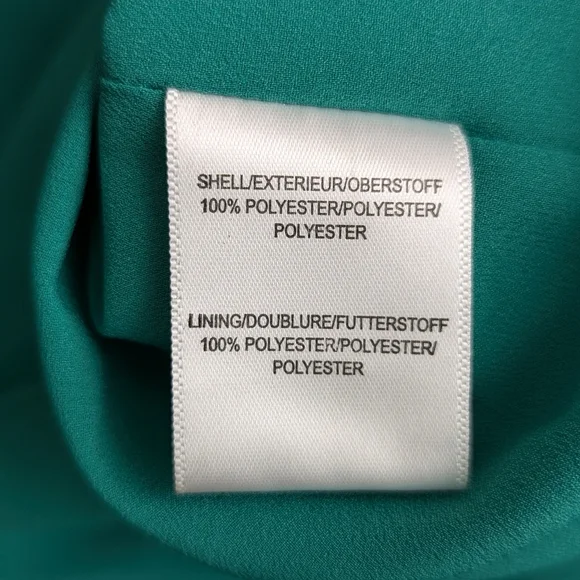 SHELL/EXTERIEUR/OBERSTOFF
100% POLYESTER/POLYESTER/
POLYESTER
LINING/DOUBLURE/FUTTERSTOFF
100% POLYESTER/POLYESTER/
POLYESTER